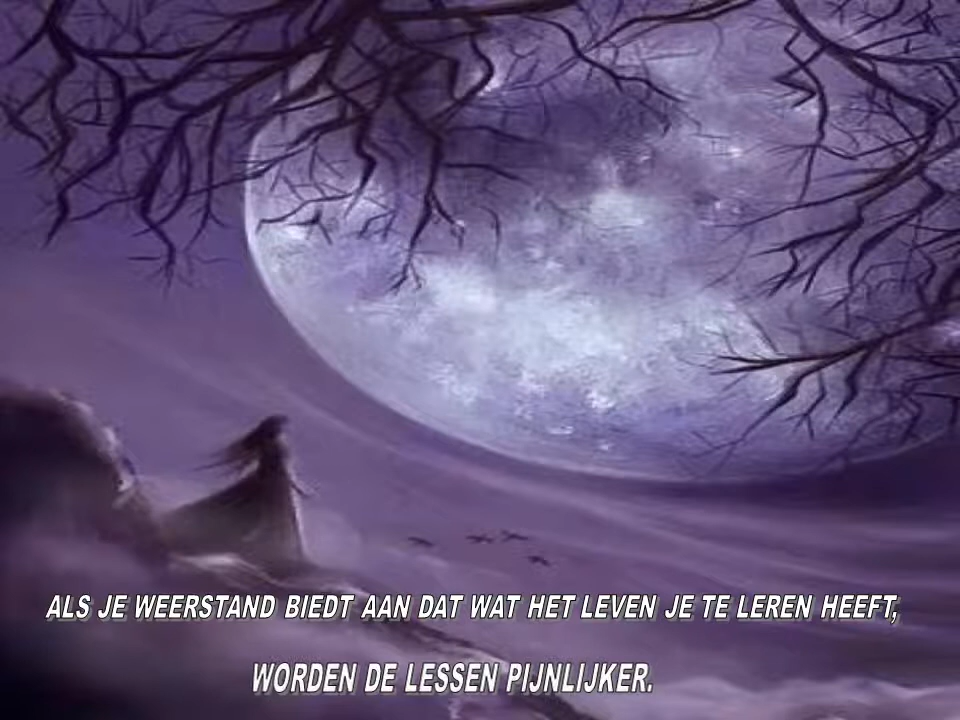 ALS JE WEERSTAND BIEDT AAN DAT WAT HET LEVEN JE TE LEREN HEEFT,
WORDEN DE LESSEN PIJNLIJKER.